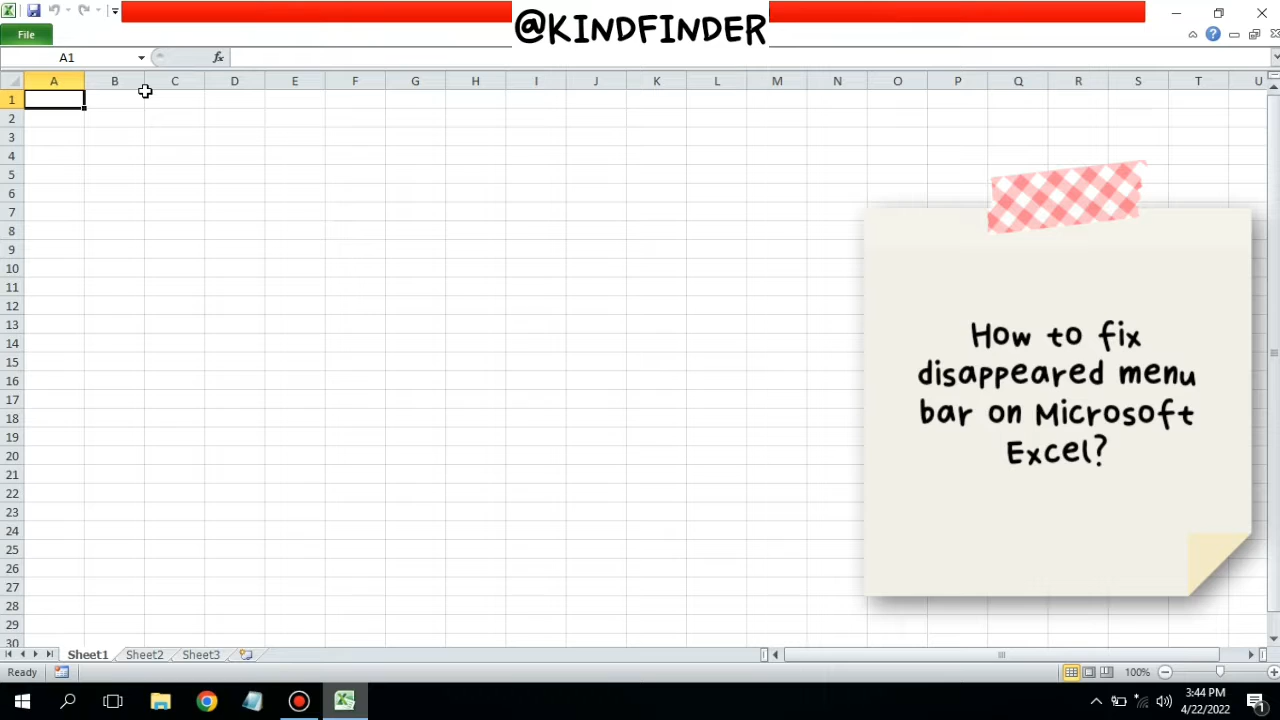 @KINDFINDER
File
A1
fx
A B C D E F G H I J K L M N O P Q R S T U
1
2
3
4
5
6
7
8
9
10
11
12
13
14
15
16
17
18
19
20
21
22
23
24
25
26
27
28
29
30
How to fix
disappeared menu
bar on Microsoft
Excel?
Sheet1 Sheet2 Sheet3
Ready
100%
3:44 PM
4/22/2022
1